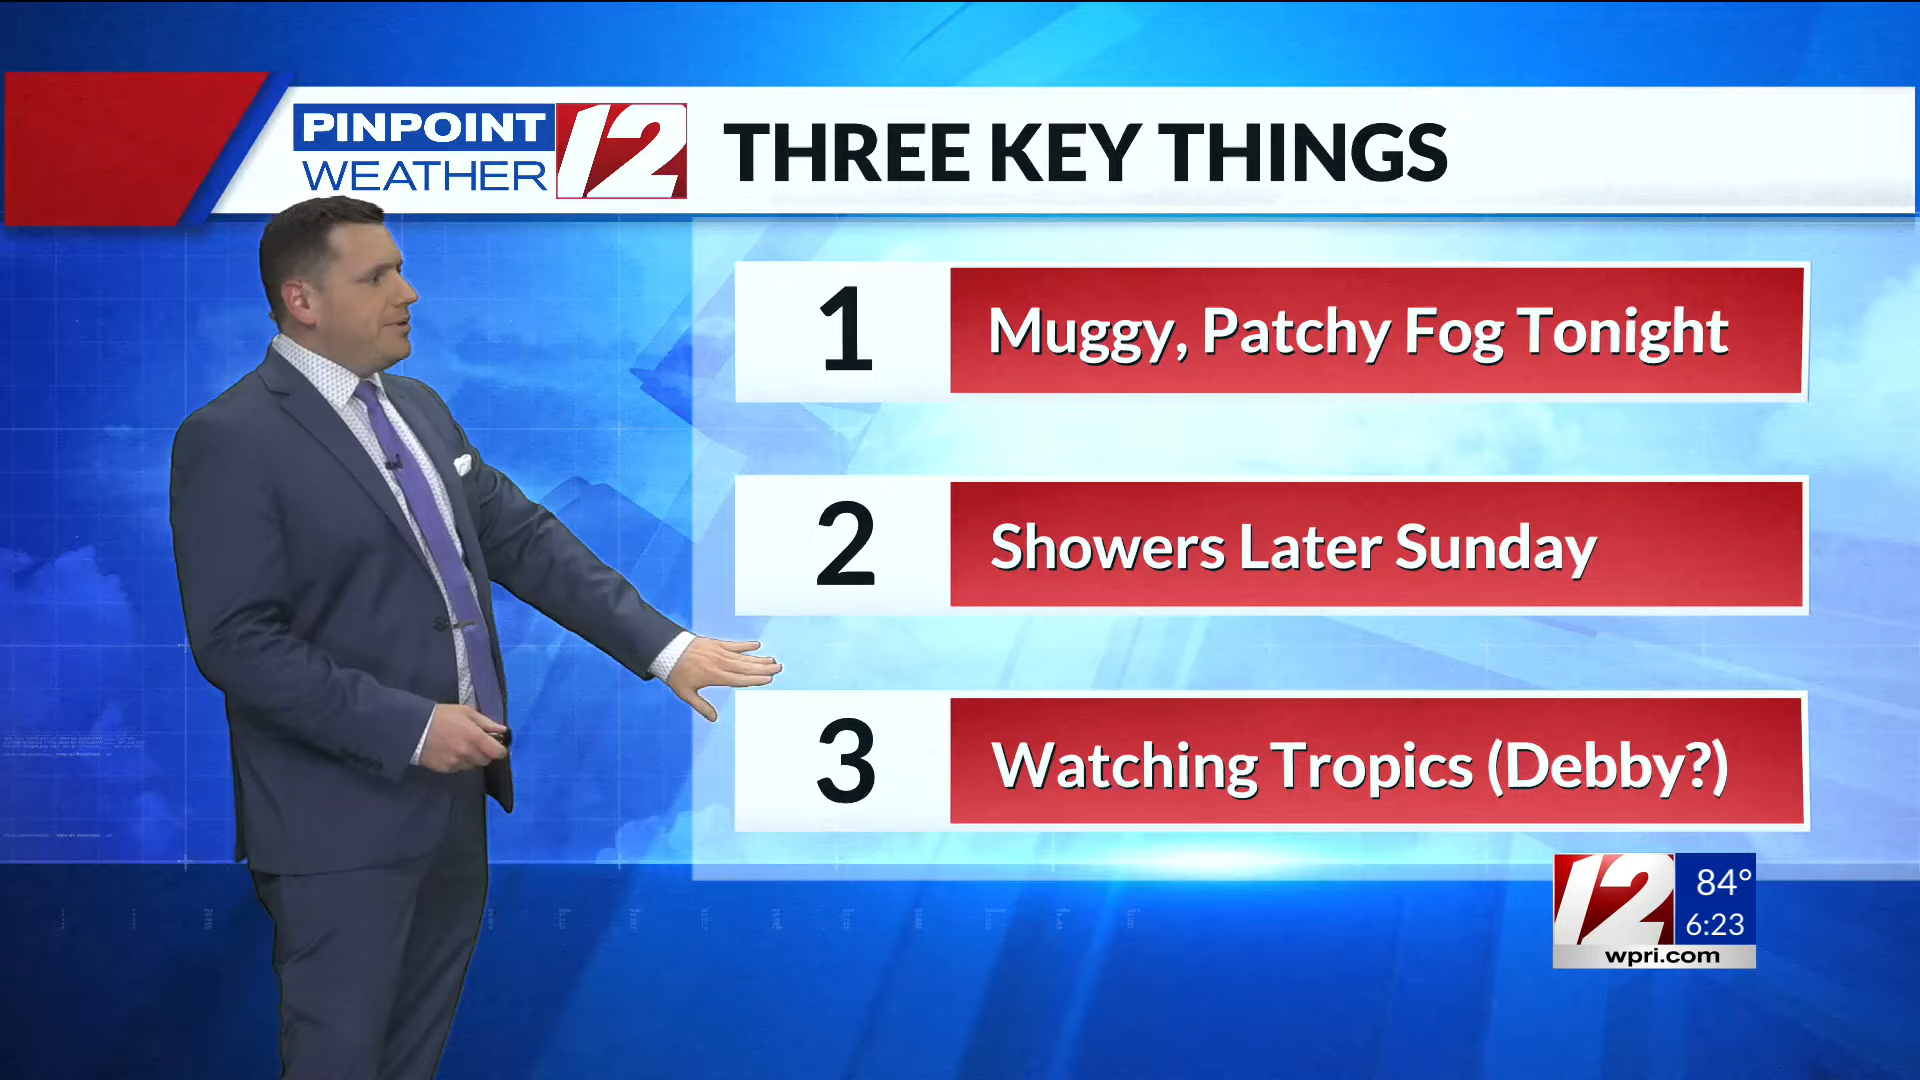 PINPOINT
WEATHER 12
THREE KEY THINGS
1 Muggy, Patchy Fog Tonight
2 Showers Later Sunday
3 Watching Tropics (Debby?)
12 84°
6:23
wpri.com